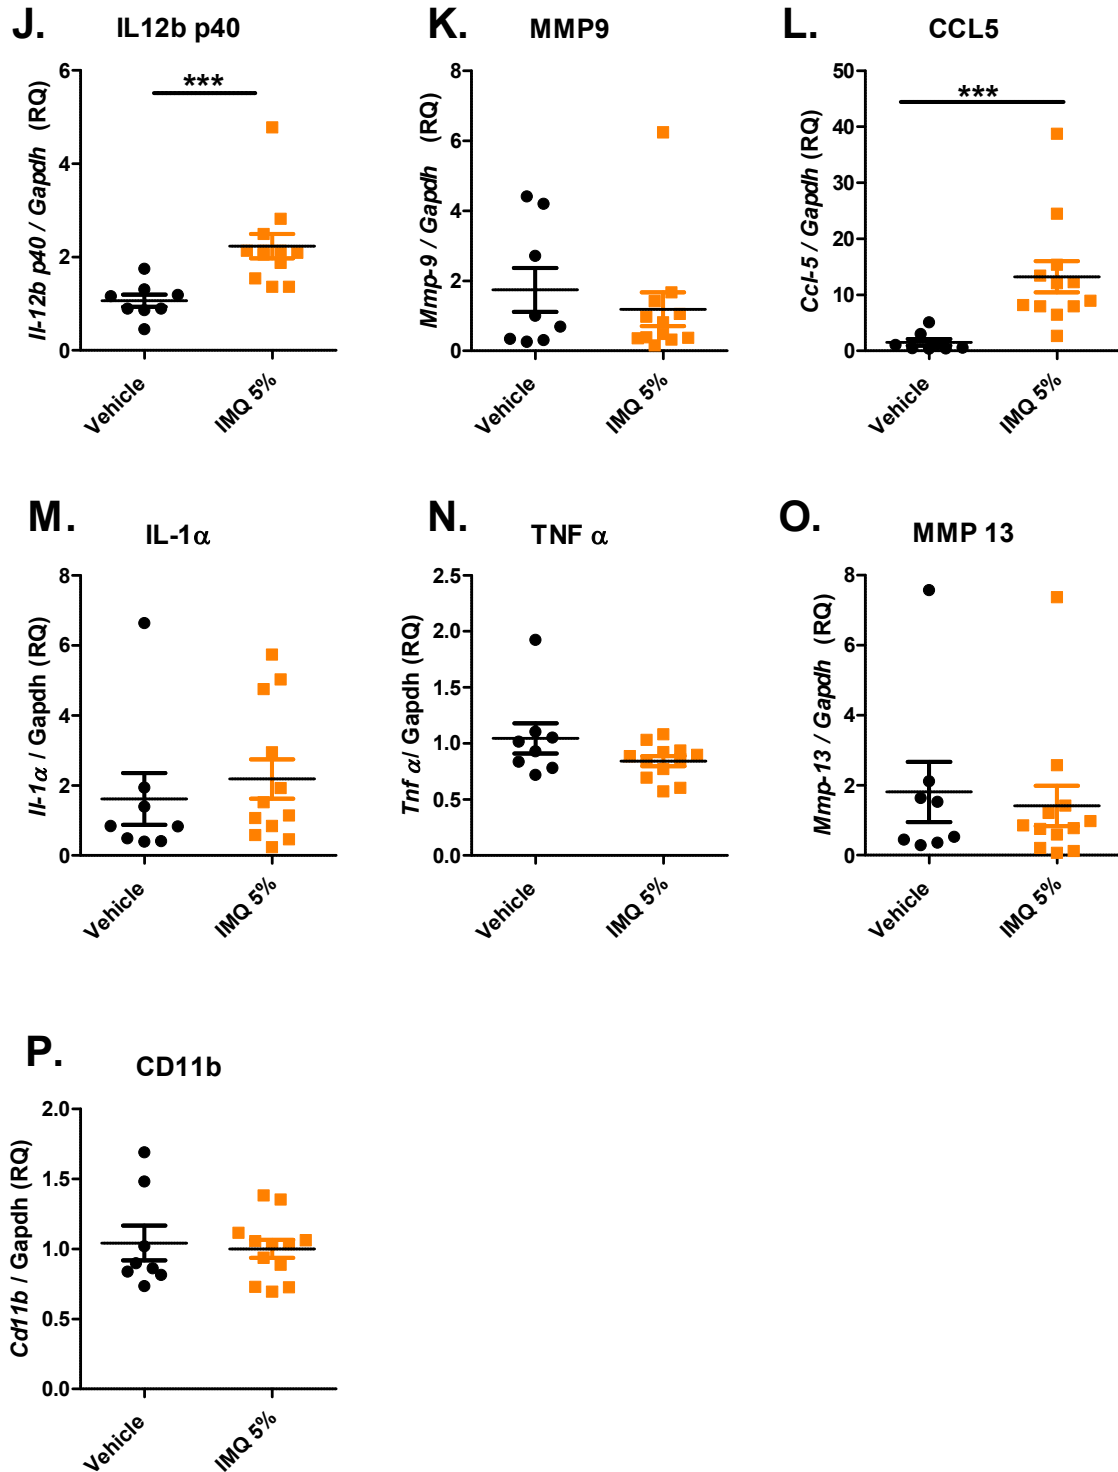 J. IL12b p40
***
Il-12b p40 / Gapdh (RQ)
6
4
2
0
Vehicle
IMQ 5%
K. MMP9
Mmp-9 / Gapdh (RQ)
8
6
4
2
0
Vehicle
IMQ 5%
L. CCL5
***
Ccl-5 / Gapdh (RQ)
50
40
30
20
10
0
Vehicle
IMQ 5%
M. IL-1α
Il-1α / Gapdh (RQ)
8
6
4
2
0
Vehicle
IMQ 5%
N. TNF α
Tnf α/ Gapdh (RQ)
2.5
2.0
1.5
1.0
0.5
0.0
Vehicle
IMQ 5%
O. MMP 13
Mmp-13 / Gapdh (RQ)
8
6
4
2
0
Vehicle
IMQ 5%
P. CD11b
Cd11b / Gapdh (RQ)
2.0
1.5
1.0
0.5
0.0
Vehicle
IMQ 5%